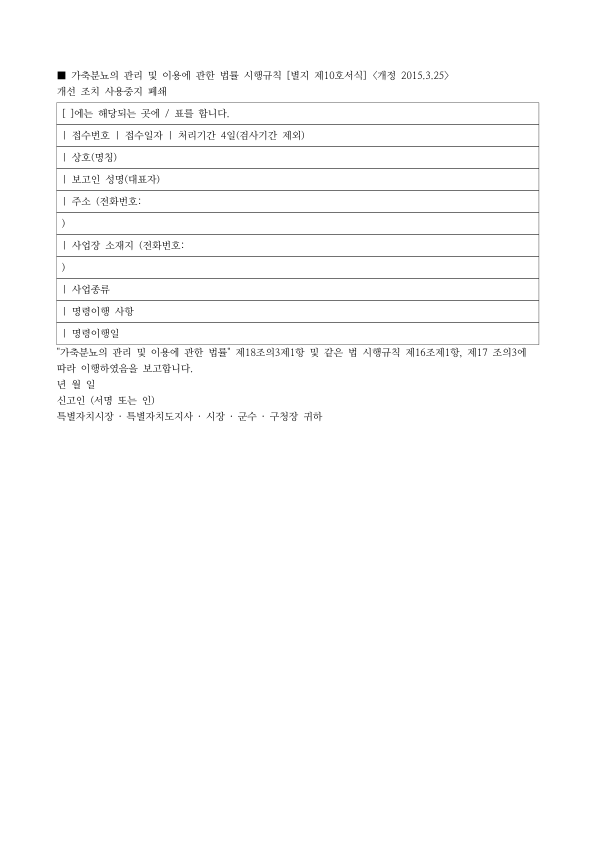 ■ 가축분뇨의 관리 및 이용에 관한 법률 시행규칙 [별지 제10호서식] <개정 2015.3.25>
개선 조치 사용중지 폐쇄
[ ]에는 해당되는 곳에 / 표를 합니다.
| 접수번호 | 접수일자 | 처리기간 4일(검사기간 제외)
| 상호(명칭)
| 보고인 성명(대표자)
| 주소 (전화번호:
)
| 사업장 소재지 (전화번호:
)
| 사업종류
| 명령이행 사항
| 명령이행일
"가축분뇨의 관리 및 이용에 관한 법률" 제18조의3제1항 및 같은 법 시행규칙 제16조제1항, 제17 조의3에
따라 이행하였음을 보고합니다.
년 월 일
신고인 (서명 또는 인)
특별자치시장 · 특별자치도지사 · 시장 · 군수 · 구청장 귀하